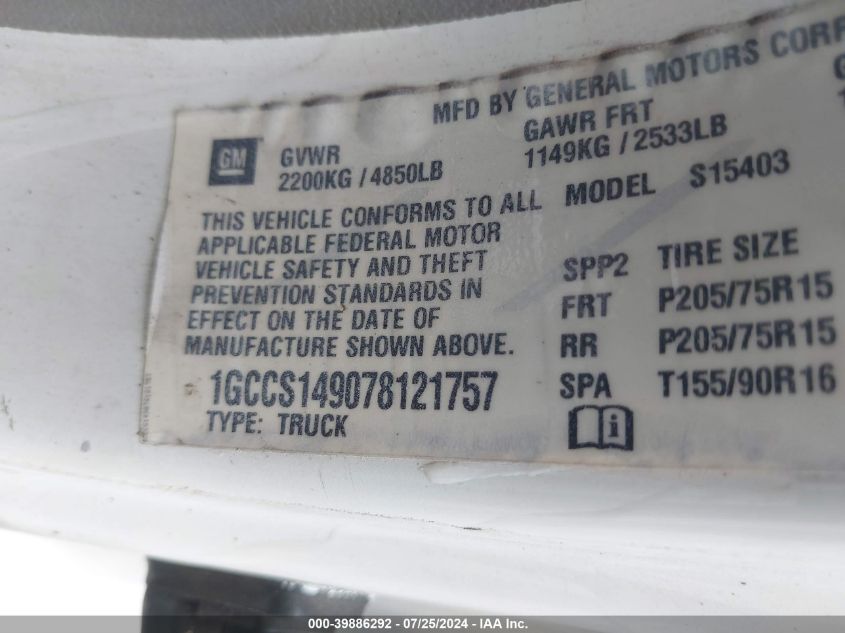 MFD BY GENERAL MOTORS CORP
GM
GVWR
2200KG / 4850LB
GAWR FRT
1149KG / 2533LB
THIS VEHICLE CONFORMS TO ALL
APPLICABLE FEDERAL MOTOR
VEHICLE SAFETY AND THEFT
PREVENTION STANDARDS IN
EFFECT ON THE DATE OF
MANUFACTURE SHOWN ABOVE.
1GCCS149078121757
TYPE: TRUCK
MODEL S15403
SPP2 TIRE SIZE
FRT P205/75R15
RR P205/75R15
SPA T155/90R16
i
000-39886292 - 07/25/2024 - IAA Inc.